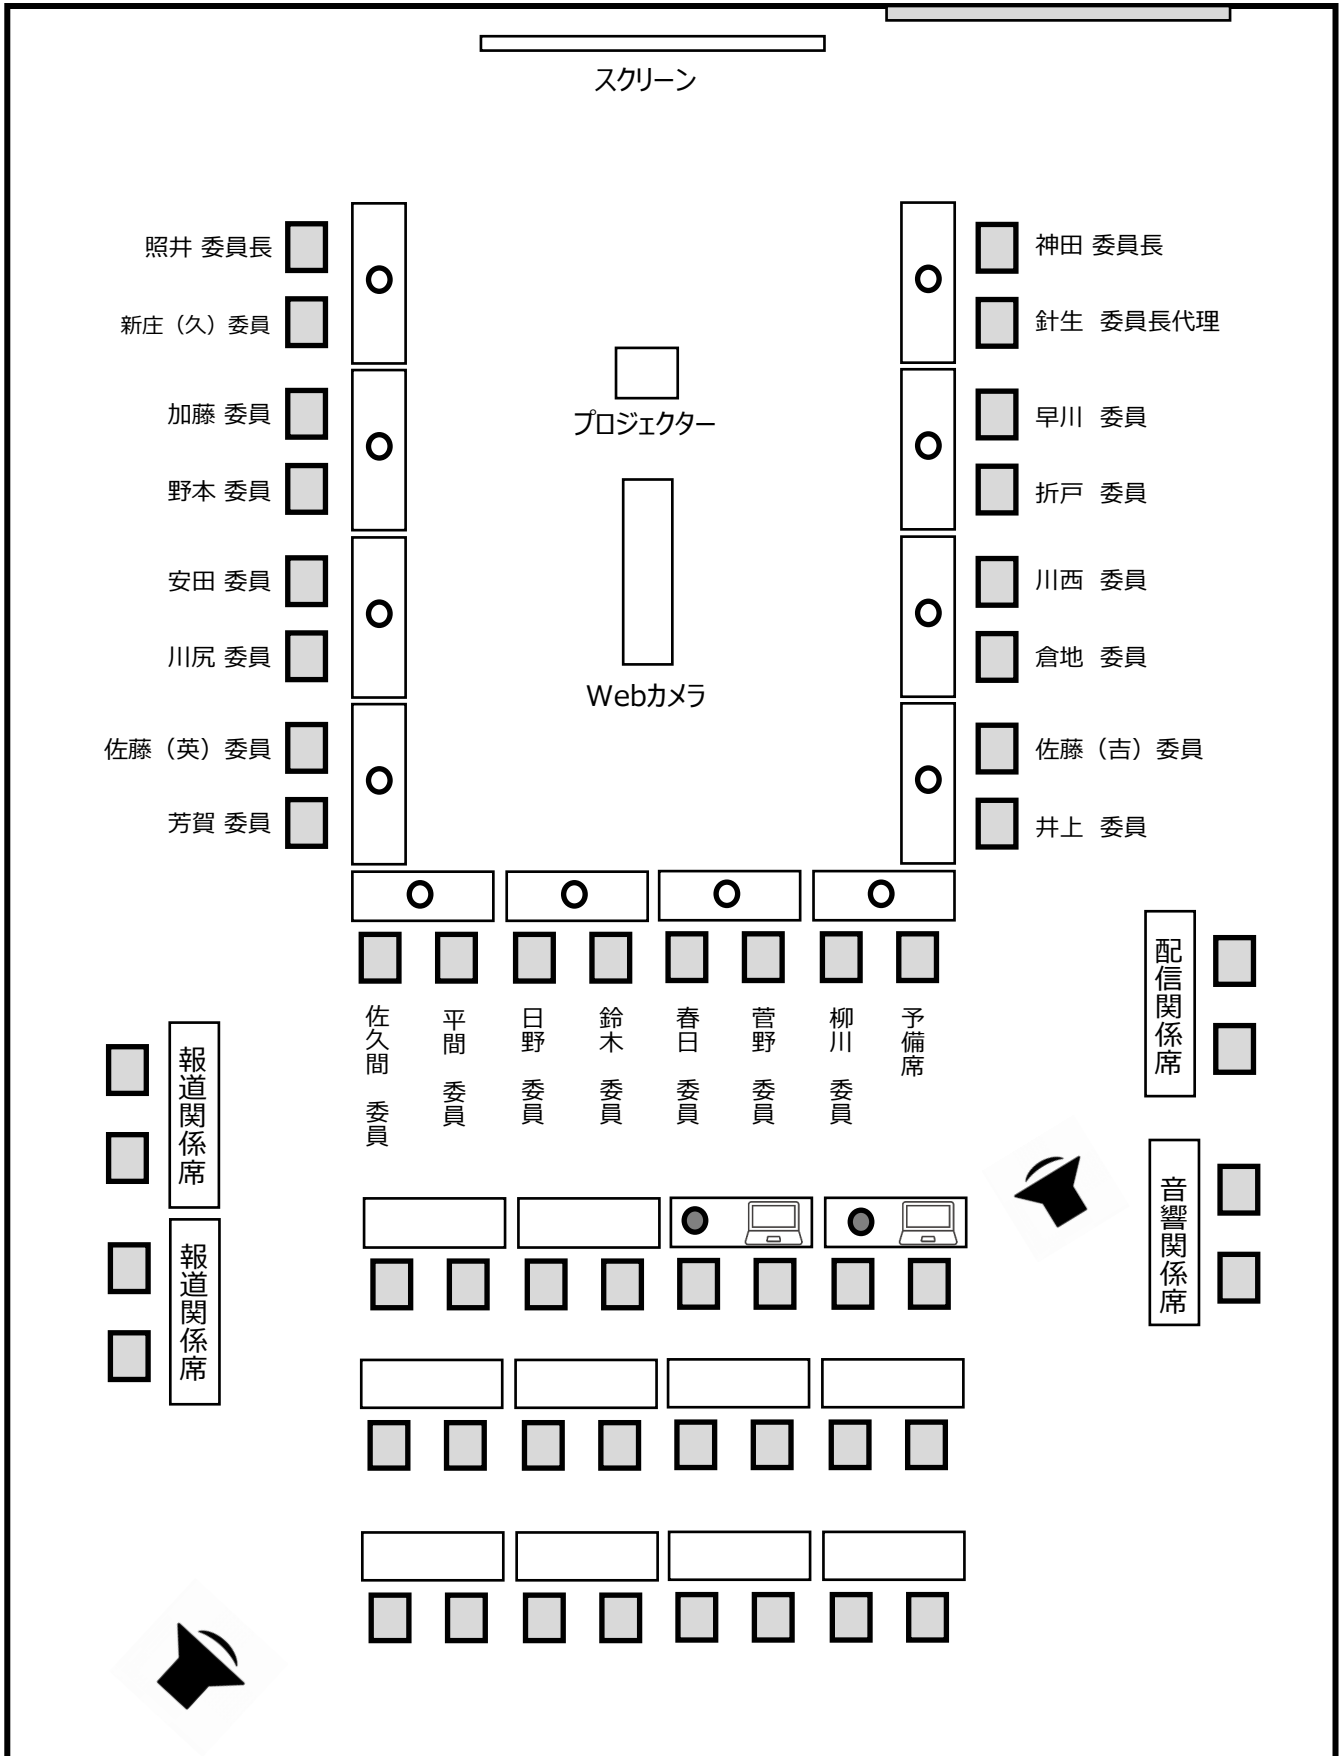 スクリーン
照井 委員長
神田 委員長
新庄（久）委員
針生　委員長代理
プロジェクター
加藤 委員
早川　委員
野本 委員
折戸　委員
Webカメラ
安田 委員
川西　委員
川尻 委員
倉地　委員
佐藤（英）委員
佐藤（吉）委員
芳賀 委員
井上　委員
佐久間　委員
平間　委員
日野　委員
鈴木　委員
春日　委員
菅野　委員
柳川　委員
予備席
配信関係席
報道関係席
音響関係席
報道関係席